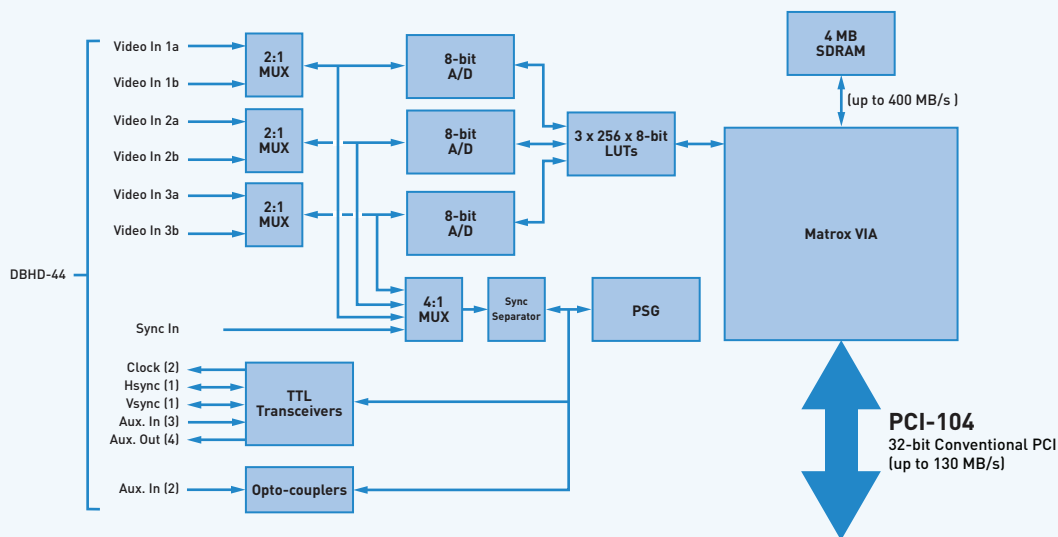 DBHD-44
Video In 1a
Video In 1b
Video In 2a
Video In 2b
Video In 3a
Video In 3b
Sync In
Clock (2)
Hsync (1)
Vsync (1)
Aux. In (3)
Aux. Out (4)
Aux. In (2)
2:1
MUX
2:1
MUX
2:1
MUX
8-bit
A/D
8-bit
A/D
8-bit
A/D
4:1
MUX
Sync
Separator
PSG
TTL
Transceivers
Opto-couplers
3 x 256 x 8-bit
LUTs
4 MB
SDRAM
(up to 400 MB/s )
Matrox VIA
PCI-104
32-bit Conventional PCI
(up to 130 MB/s)